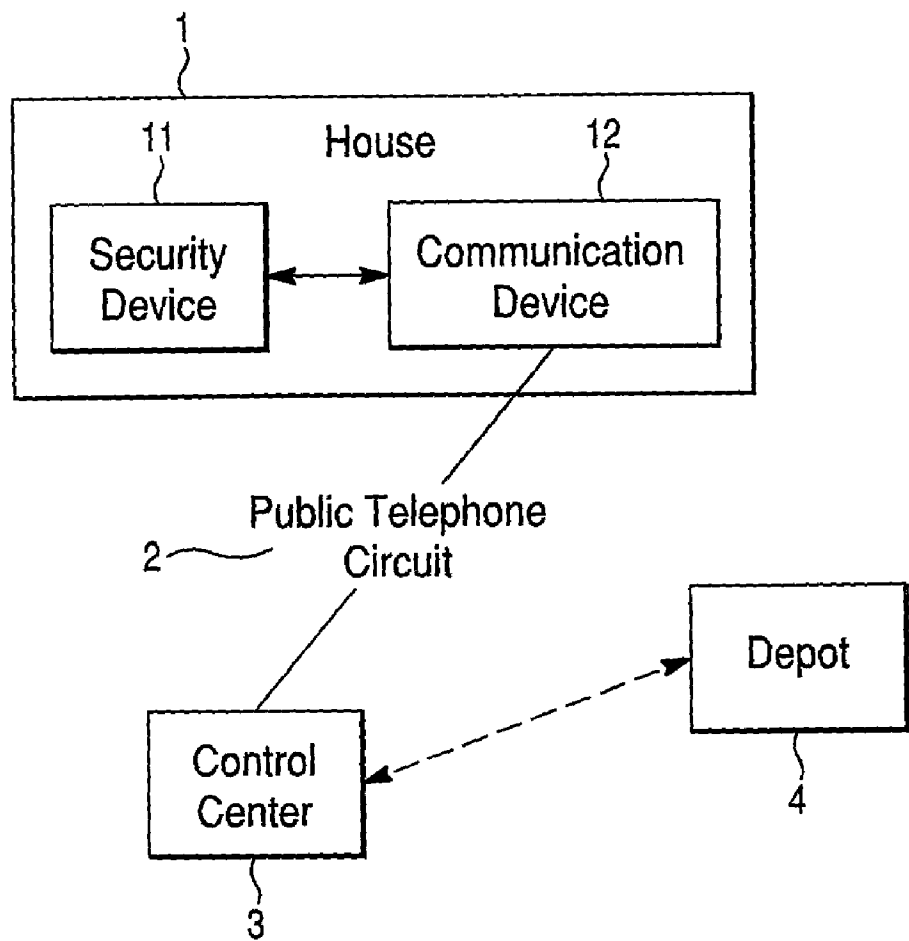 1
House
11
12
Security
Device
Communication
Device
Public Telephone
Circuit
2
Depot
4
Control
Center
3